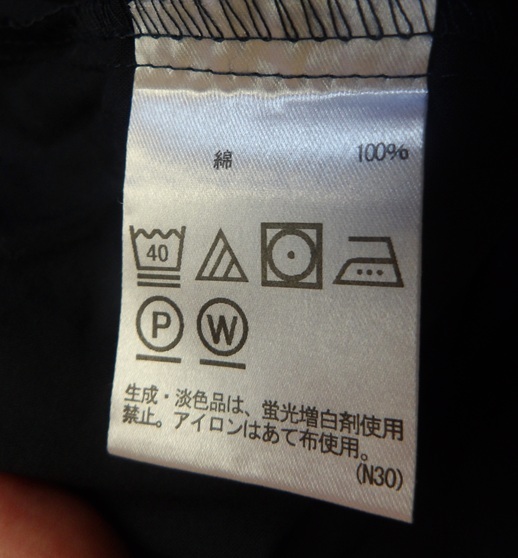 綿 100%
40
P W
生成・淡色品は、蛍光増白剤使用
禁止。アイロンはあて布使用。
(N30)